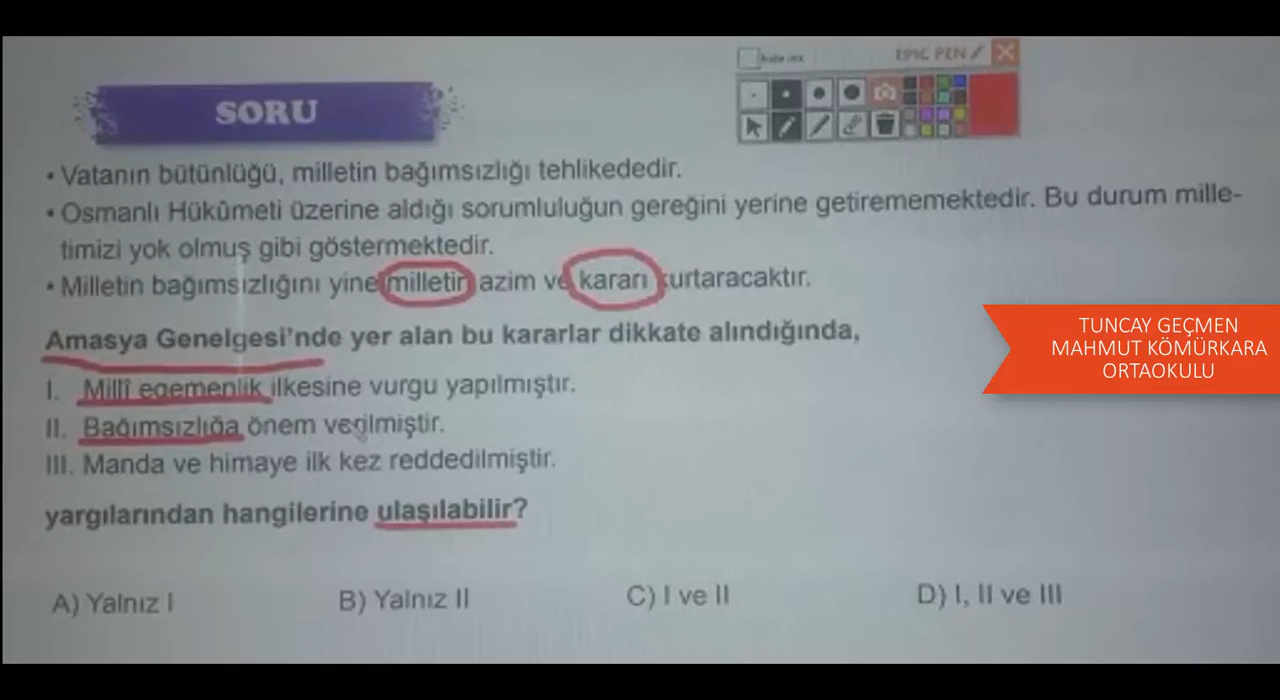 hide ink
EPIC PEN
SORU
• Vatanın bütünlüğü, milletin bağımsızlığı tehlikededir.
• Osmanlı Hükûmeti üzerine aldığı sorumluluğun gereğini yerine getirememektedir. Bu durum mille-
timizi yok olmuş gibi göstermektedir.
• Milletin bağımsızlığını yine milletin azim ve kararı kurtaracaktır.
Amasya Genelgesi'nde yer alan bu kararlar dikkate alındığında,
I. Millî egemenlik ilkesine vurgu yapılmıştır.
II. Bağımsızlığa önem verilmiştir.
III. Manda ve himaye ilk kez reddedilmiştir.
yargılarından hangilerine ulaşılabilir?
A) Yalnız I B) Yalnız II C) I ve II D) I, II ve III
TUNCAY GEÇMEN
MAHMUT KÖMÜRKARA
ORTAOKULU